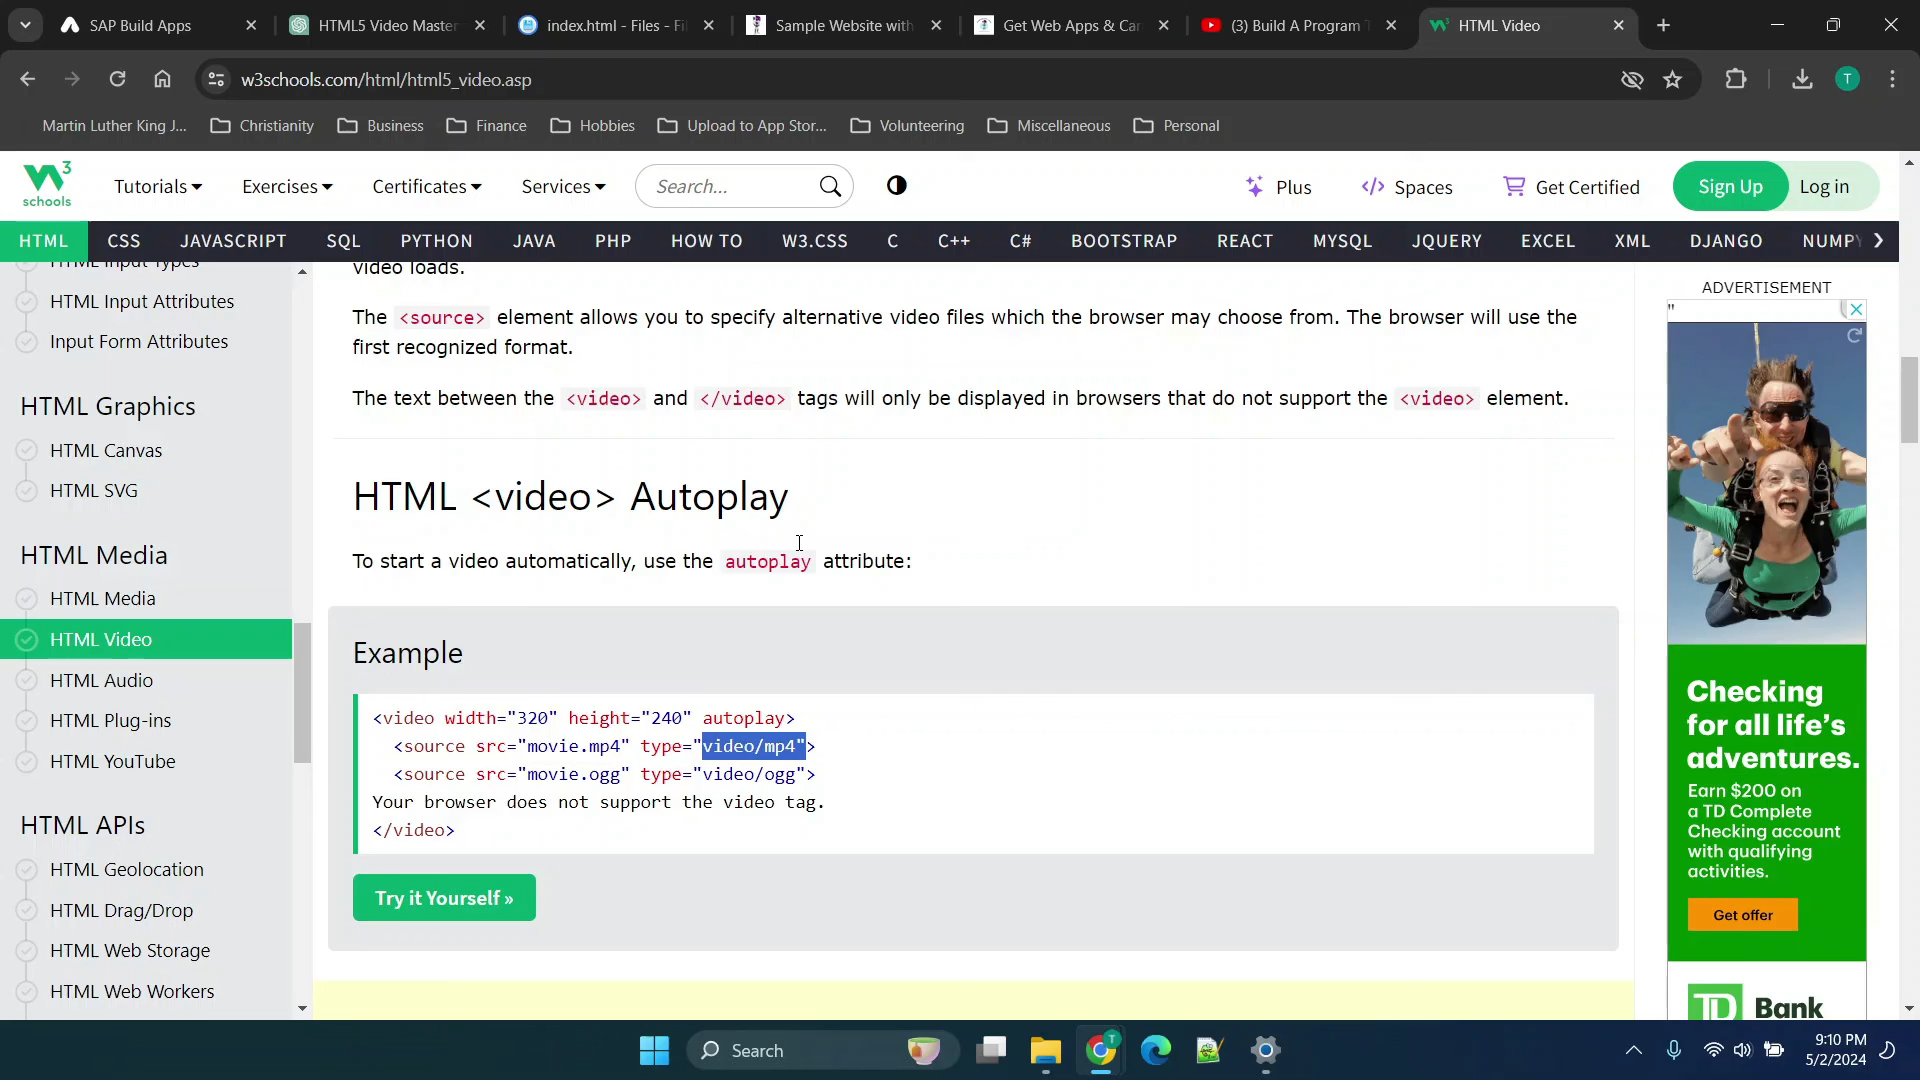 SAP Build Apps
HTML5 Video Master
index.html - Files - Fi
Sample Website with
Get Web Apps & Car
(3) Build A Program T
HTML Video
w3schools.com/html/html5_video.asp
T
Martin Luther King J...
Christianity
Business
Finance
Hobbies
Upload to App Stor...
Volunteering
Miscellaneous
Personal
W3
schools
Tutorials
Exercises
Certificates
Services
Search...
Plus
Spaces
Get Certified
Sign Up
Log in
HTML CSS JAVASCRIPT SQL PYTHON JAVA PHP HOW TO W3.CSS C C++ C# BOOTSTRAP REACT MYSQL JQUERY EXCEL XML DJANGO NUMPY
HTML Input Types
HTML Input Attributes
Input Form Attributes
HTML Graphics
HTML Canvas
HTML SVG
HTML Media
HTML Media
HTML Video
HTML Audio
HTML Plug-ins
HTML YouTube
HTML APIs
HTML Geolocation
HTML Drag/Drop
HTML Web Storage
HTML Web Workers
video loads.
The <source> element allows you to specify alternative video files which the browser may choose from. The browser will use the
first recognized format.
The text between the <video> and </video> tags will only be displayed in browsers that do not support the <video> element.
HTML <video> Autoplay
To start a video automatically, use the autoplay attribute:
Example
<video width="320" height="240" autoplay>
<source src="movie.mp4" type="video/mp4">
<source src="movie.ogg" type="video/ogg">
Your browser does not support the video tag.
</video>
Try it Yourself »
ADVERTISEMENT
"
Checking
for all life's
adventures.
Earn $200 on
a TD Complete
Checking account
with qualifying
activities.
Get offer
TD Bank
Search
T
9:10 PM
5/2/2024